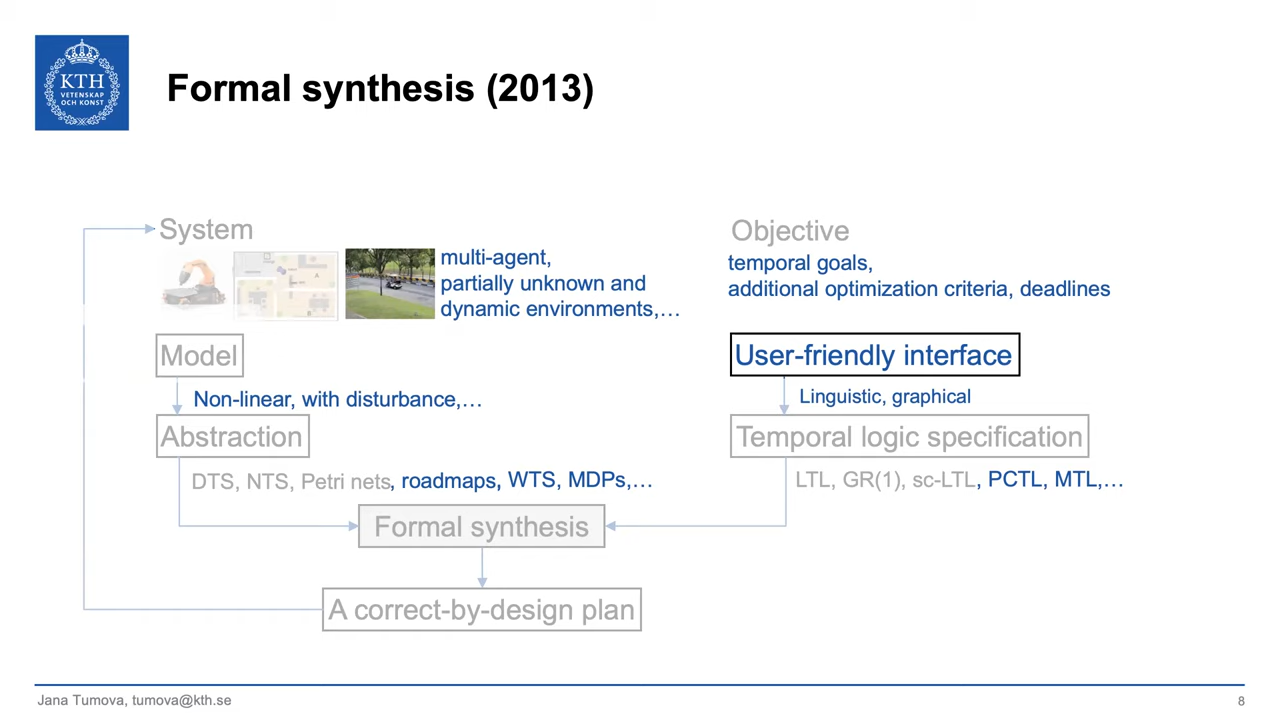 KTH
VETENSKAP
OCH KONST
Formal synthesis (2013)
System
multi-agent,
partially unknown and
dynamic environments,…
Model
Non-linear, with disturbance,…
Abstraction
DTS, NTS, Petri nets, roadmaps, WTS, MDPs,…
Objective
temporal goals,
additional optimization criteria, deadlines
User-friendly interface
Linguistic, graphical
Temporal logic specification
LTL, GR(1), sc-LTL, PCTL, MTL,…
Formal synthesis
A correct-by-design plan
Jana Tumova, tumova@kth.se
8